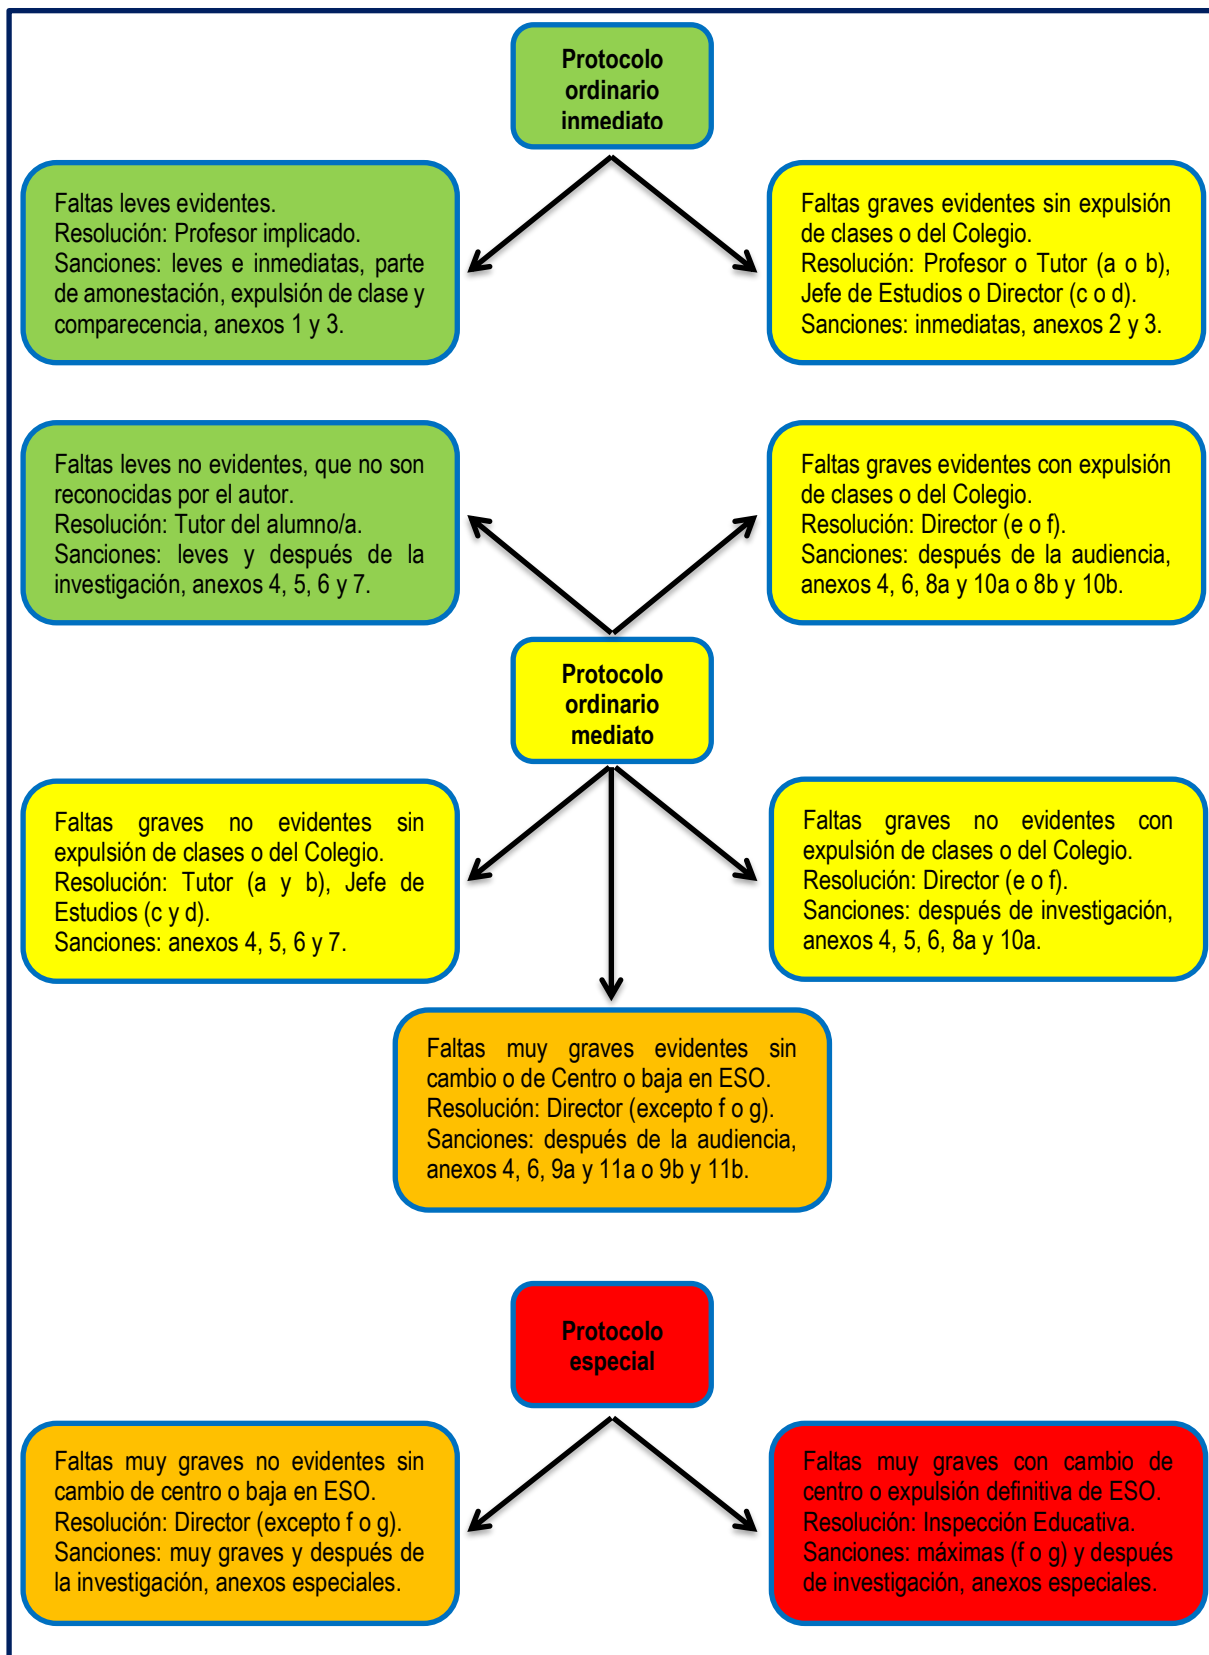 Protocolo
ordinario
inmediato
Faltas leves evidentes.
Resolución: Profesor implicado.
Sanciones: leves e inmediatas, parte
de amonestación, expulsión de clase y
comparecencia, anexos 1 y 3.
Faltas graves evidentes sin expulsión
de clases o del Colegio.
Resolución: Profesor o Tutor (a o b),
Jefe de Estudios o Director (c o d).
Sanciones: inmediatas, anexos 2 y 3.
Faltas leves no evidentes, que no son
reconocidas por el autor.
Resolución: Tutor del alumno/a.
Sanciones: leves y después de la
investigación, anexos 4, 5, 6 y 7.
Faltas graves evidentes con expulsión
de clases o del Colegio.
Resolución: Director (e o f).
Sanciones: después de la audiencia,
anexos 4, 6, 8a y 10a o 8b y 10b.
Protocolo
ordinario
mediato
Faltas graves no evidentes sin
expulsión de clases o del Colegio.
Resolución: Tutor (a y b), Jefe de
Estudios (c y d).
Sanciones: anexos 4, 5, 6 y 7.
Faltas graves no evidentes con
expulsión de clases o del Colegio.
Resolución: Director (e o f).
Sanciones: después de investigación,
anexos 4, 5, 6, 8a y 10a.
Faltas muy graves evidentes sin
cambio o de Centro o baja en ESO.
Resolución: Director (excepto f o g).
Sanciones: después de la audiencia,
anexos 4, 6, 9a y 11a o 9b y 11b.
Protocolo
especial
Faltas muy graves no evidentes sin
cambio de centro o baja en ESO.
Resolución: Director (excepto f o g).
Sanciones: muy graves y después de
la investigación, anexos especiales.
Faltas muy graves con cambio de
centro o expulsión definitiva de ESO.
Resolución: Inspección Educativa.
Sanciones: máximas (f o g) y después
de investigación, anexos especiales.